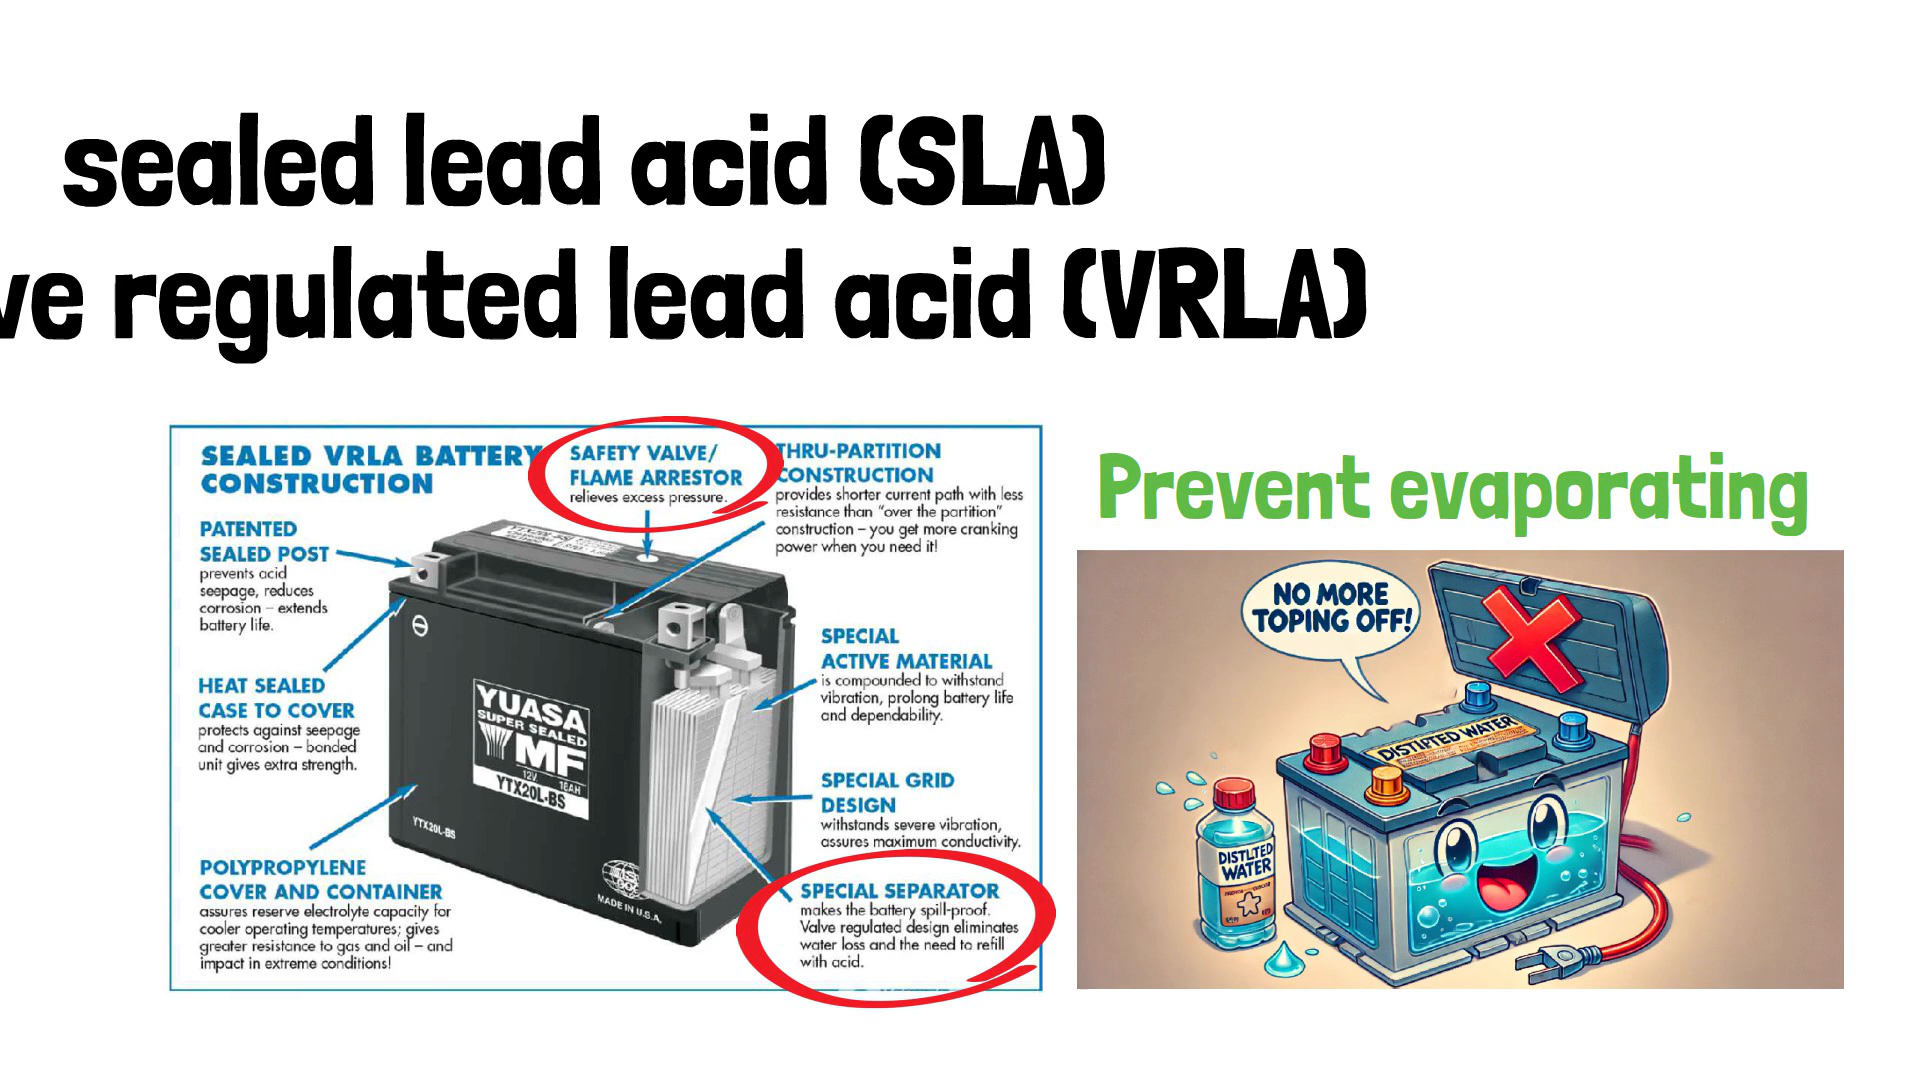 sealed lead acid (SLA)
ve regulated lead acid (VRLA)
SEALED VRLA BATTERY
CONSTRUCTION
SAFETY VALVE/
FLAME ARRESTOR
relieves excess pressure.
THRU-PARTITION
CONSTRUCTION
provides shorter current path with less
resistance than "over the partition"
construction – you get more cranking
power when you need it!
PATENTED
SEALED POST
prevents acid
seepage, reduces
corrosion – extends
battery life.
HEAT SEALED
CASE TO COVER
protects against seepage
and corrosion – bonded
unit gives extra strength.
POLYPROPYLENE
COVER AND CONTAINER
assures reserve electrolyte capacity for
cooler operating temperatures; gives
greater resistance to gas and oil – and
impact in extreme conditions!
SPECIAL
ACTIVE MATERIAL
is compounded to withstand
vibration, prolong battery life
and dependability.
SPECIAL GRID
DESIGN
withstands severe vibration,
assures maximum conductivity.
SPECIAL SEPARATOR
makes the battery spill-proof.
Valve regulated design eliminates
water loss and the need to refill
with acid.
YTX20L-BS
YUASA
SUPER SEALED
MF
12V 18AH
YTX20L-BS
YTX20L-BS
MADE IN U.S.A.
Prevent evaporating
NO MORE
TOPING OFF!
DISTIPTED WATER
DISTLTED
WATER